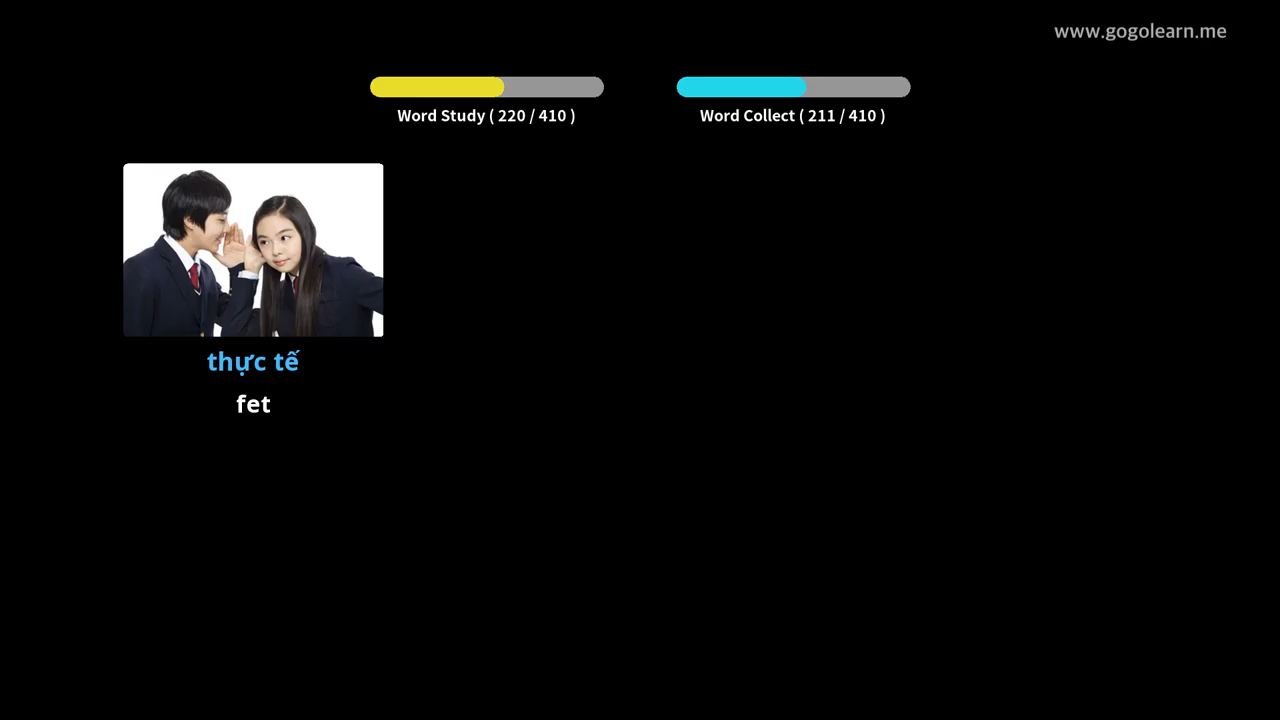 www.gogolearn.me
Word Study ( 220 / 410 )
Word Collect ( 211 / 410 )
thực tế
fet